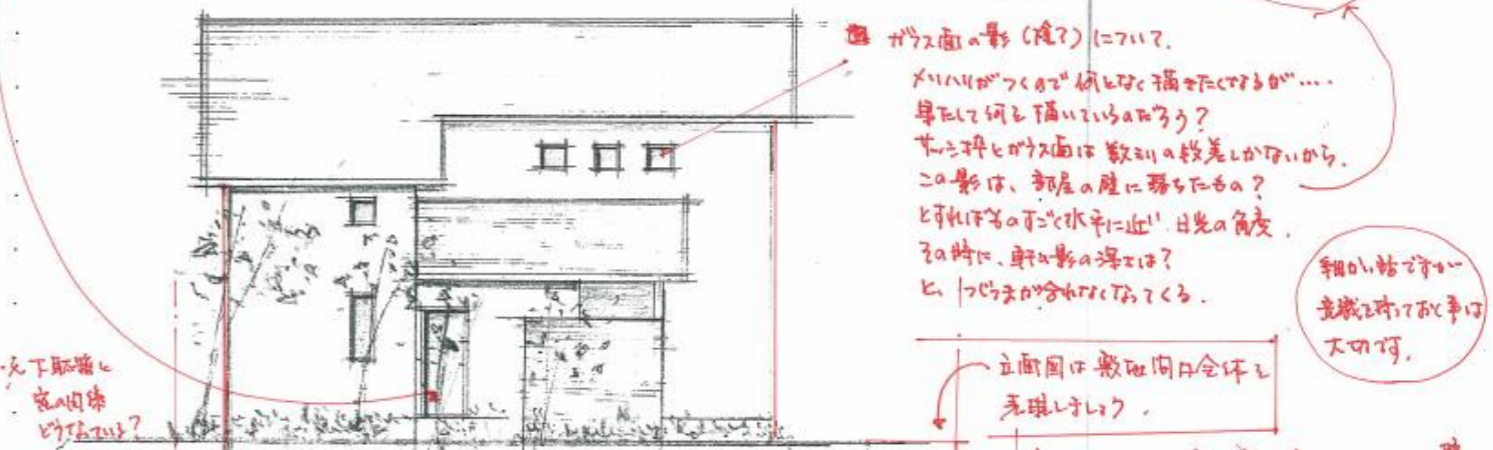 ガラス面の影(捨て)について.
メリハリがつくので何となく描きたくなるが….
果たして何を描いているのだろう?
サッシ枠とガラス面は数ミリの段差しかないから.
この影は、部屋の壁に落ちたもの?
とすればものすごく水平に近い日光の角度.
その時に、軒の影の深さは?
と、つじつまが合わなくなってくる.
細かい話ですが
意識を持っておく事は
大切です.
立面図は敷地間口全体を
表現しましょう.
下駄箱と
窓の関係
どうなっている?